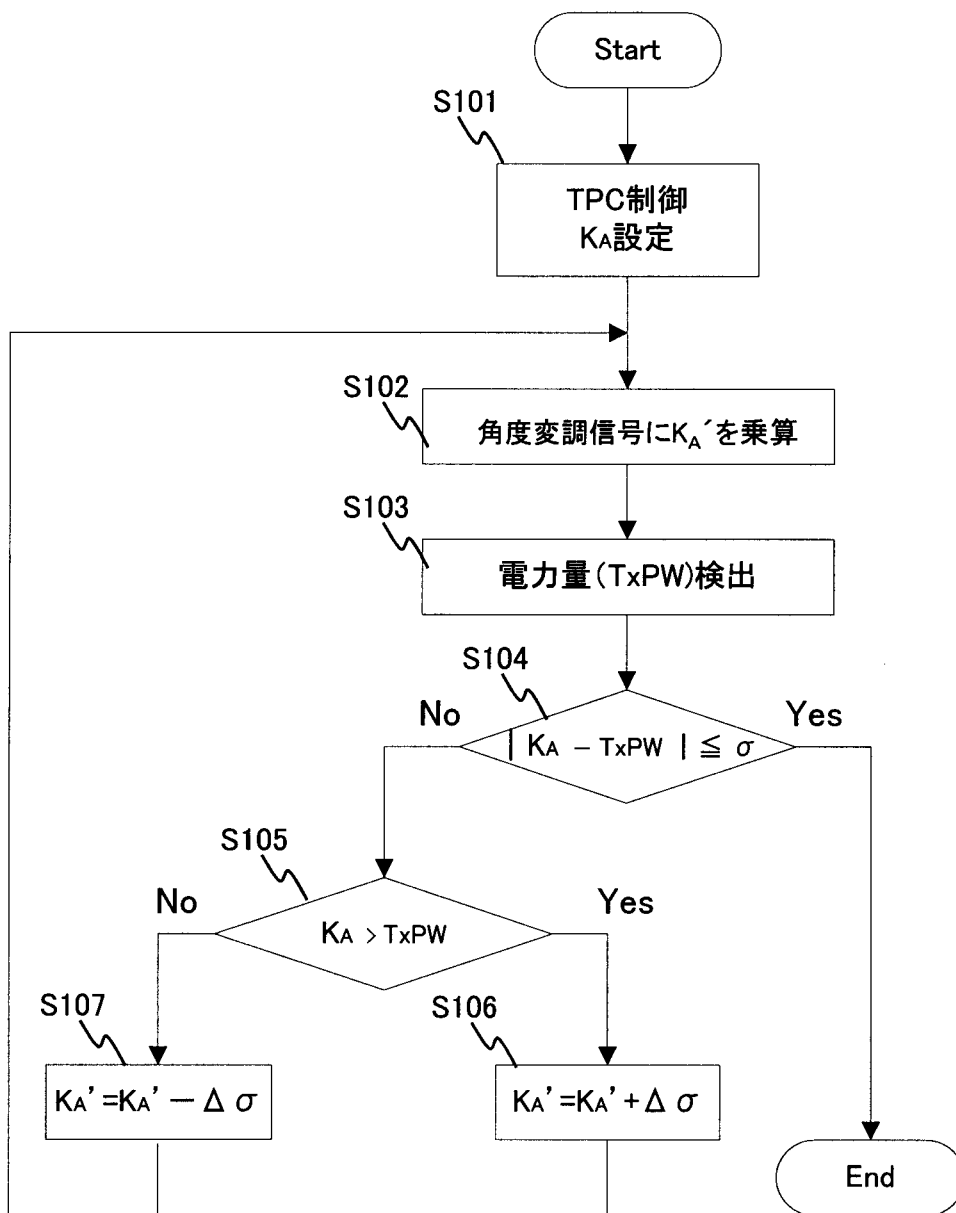 Start
S101
TPC制御
KA設定
S102
角度変調信号にKA´を乗算
S103
電力量(TxPW)検出
S104
No
Yes
| KA − TxPW | ≦ σ
S105
No
Yes
KA > TxPW
S107
S106
KA'=KA'−Δσ
KA'=KA'+Δσ
End